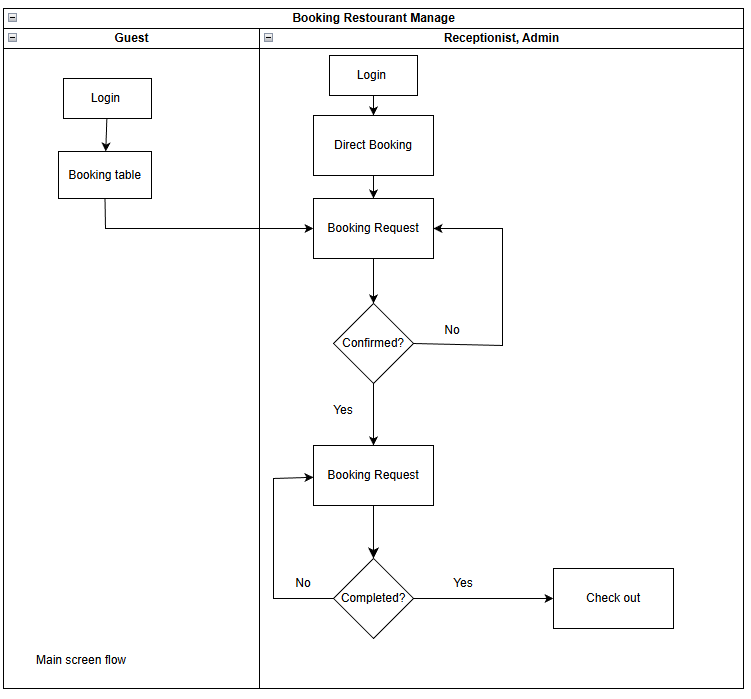 Booking Restourant Manage
Guest
Receptionist, Admin
Login
Login
Direct Booking
Booking table
Booking Request
No
Confirmed?
Yes
Booking Request
No
Yes
Completed?
Check out
Main screen flow